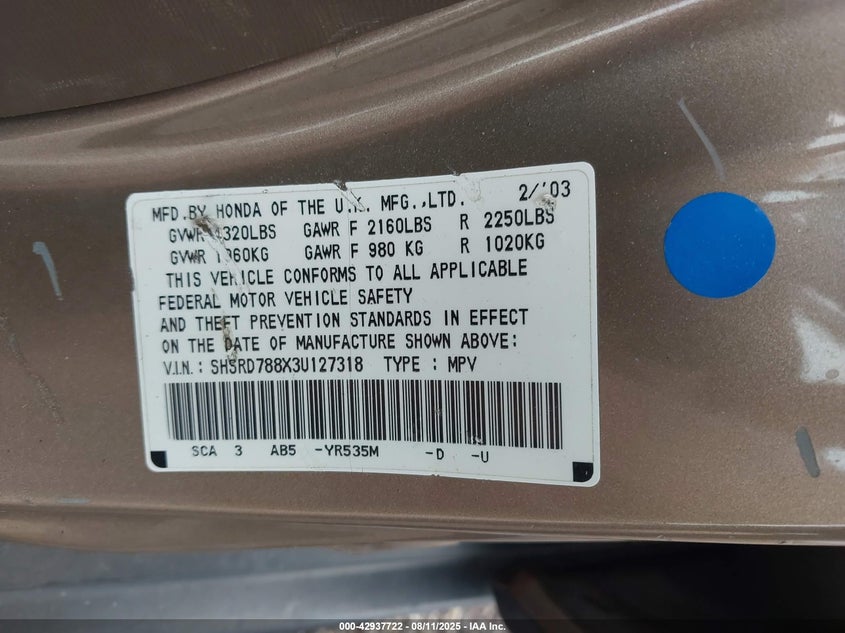 MFD.BY HONDA OF THE U.K. MFG.,LTD. 2/'03
GVWR 4320LBS GAWR F 2160LBS R 2250LBS
GVWR 1960KG GAWR F 980 KG R 1020KG
THIS VEHICLE CONFORMS TO ALL APPLICABLE
FEDERAL MOTOR VEHICLE SAFETY
AND THEFT PREVENTION STANDARDS IN EFFECT
ON THE DATE OF MANUFACTURE SHOWN ABOVE:
V.I.N.: SHSRD788X3U127318 TYPE : MPV
SCA 3 AB5 -YR535M -D -U
000-42937722 - 08/11/2025 - IAA Inc.